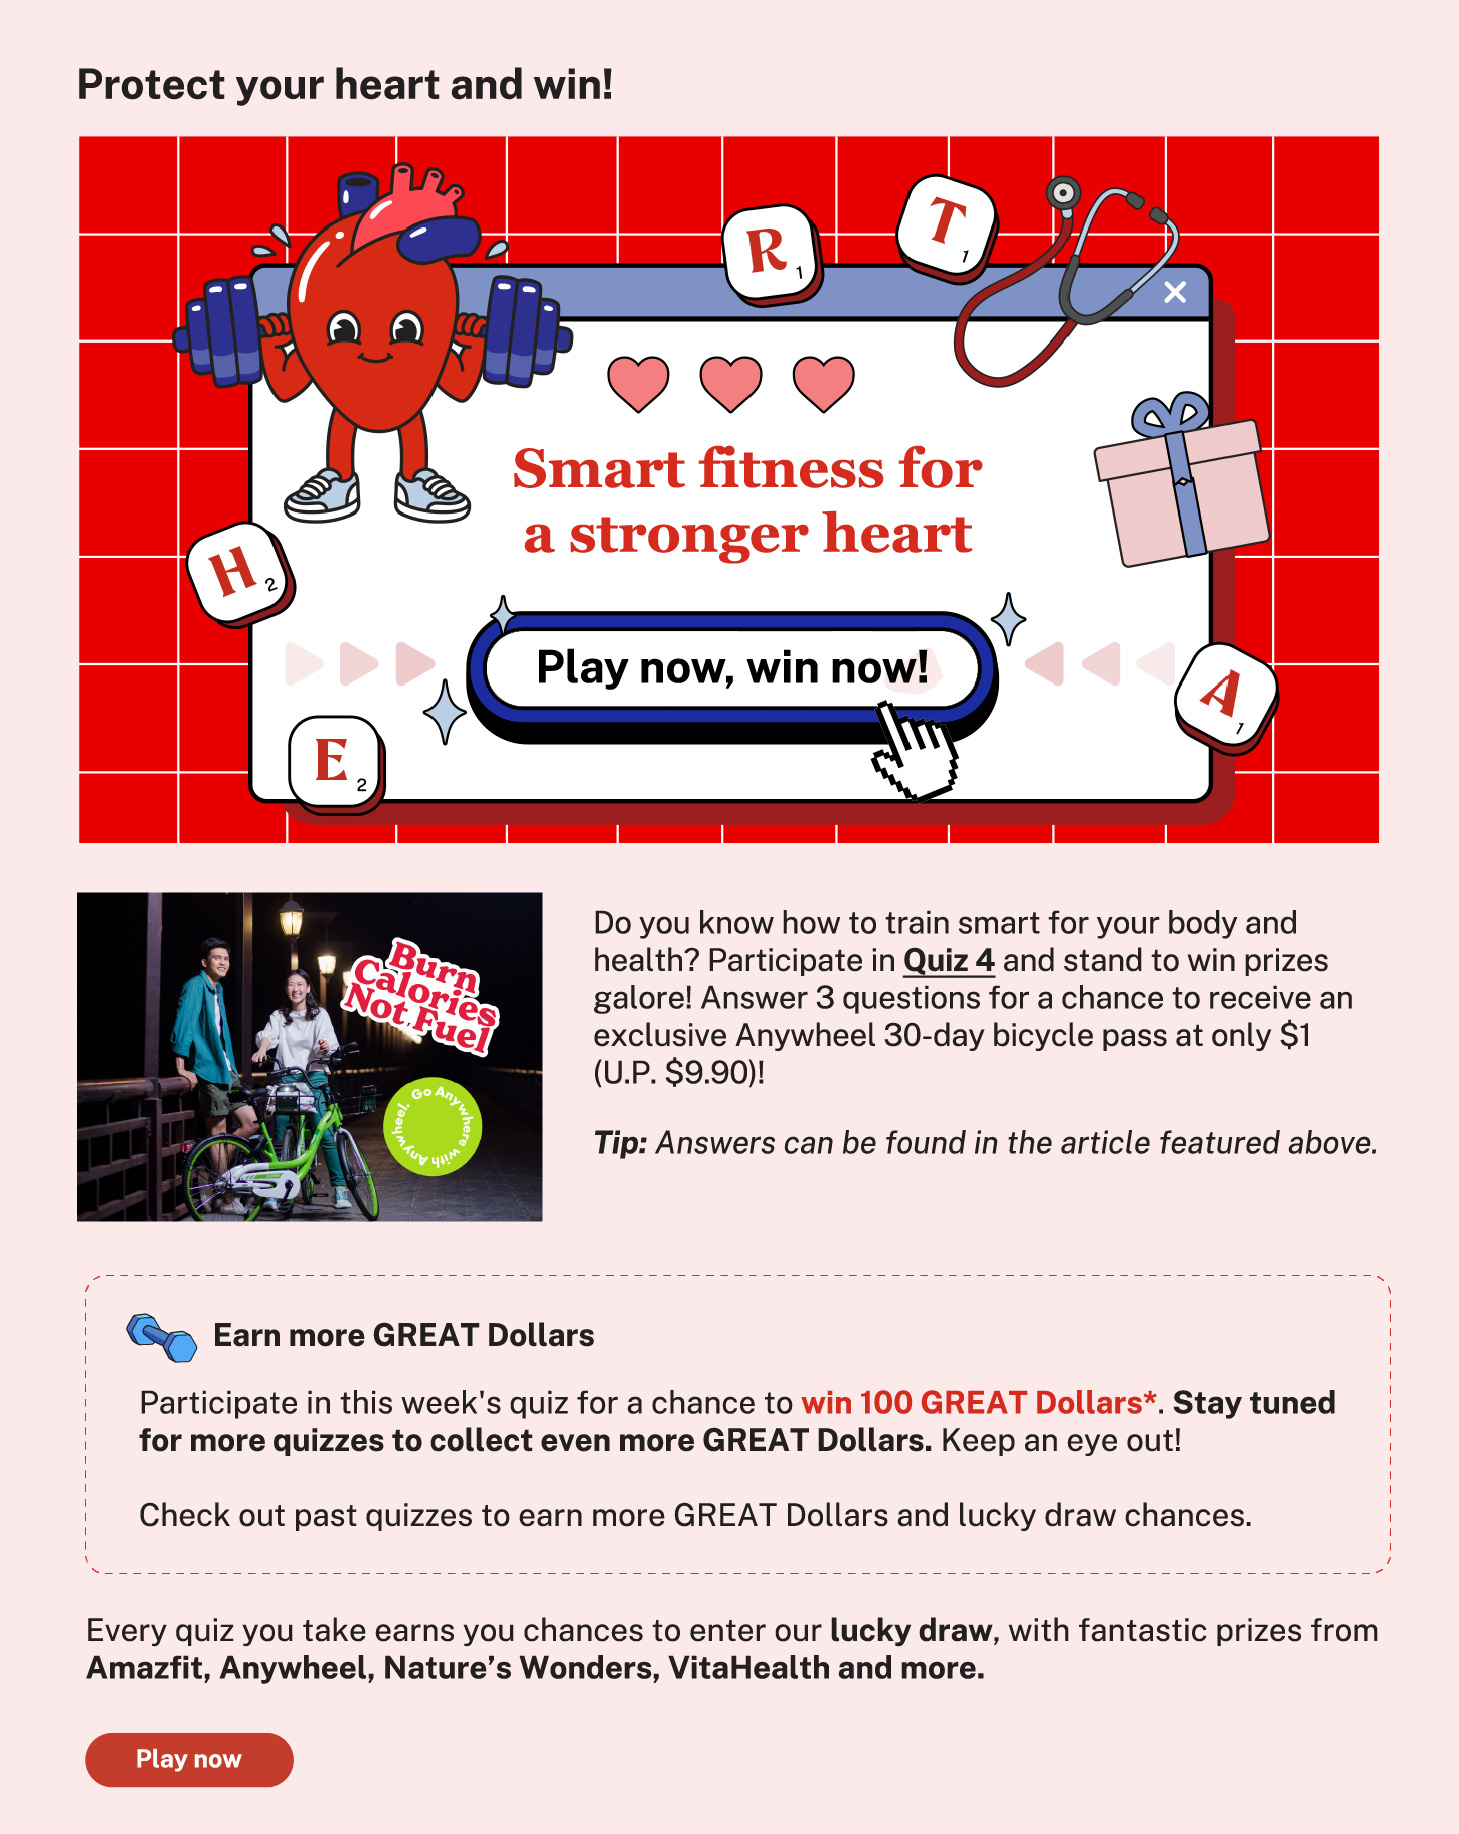 Protect your heart and win!
R
1
T
1
Smart fitness for
a stronger heart
H
2
Play now, win now!
A
1
E
2
Burn
Calories
Not Fuel
Go Anywhere with Anywheel.
Do you know how to train smart for your body and
health? Participate in Quiz 4 and stand to win prizes
galore! Answer 3 questions for a chance to receive an
exclusive Anywheel 30-day bicycle pass at only $1
(U.P. $9.90)!
Tip: Answers can be found in the article featured above.
Earn more GREAT Dollars
Participate in this week's quiz for a chance to win 100 GREAT Dollars*. Stay tuned
for more quizzes to collect even more GREAT Dollars. Keep an eye out!
Check out past quizzes to earn more GREAT Dollars and lucky draw chances.
Every quiz you take earns you chances to enter our lucky draw, with fantastic prizes from
Amazfit, Anywheel, Nature’s Wonders, VitaHealth and more.
Play now